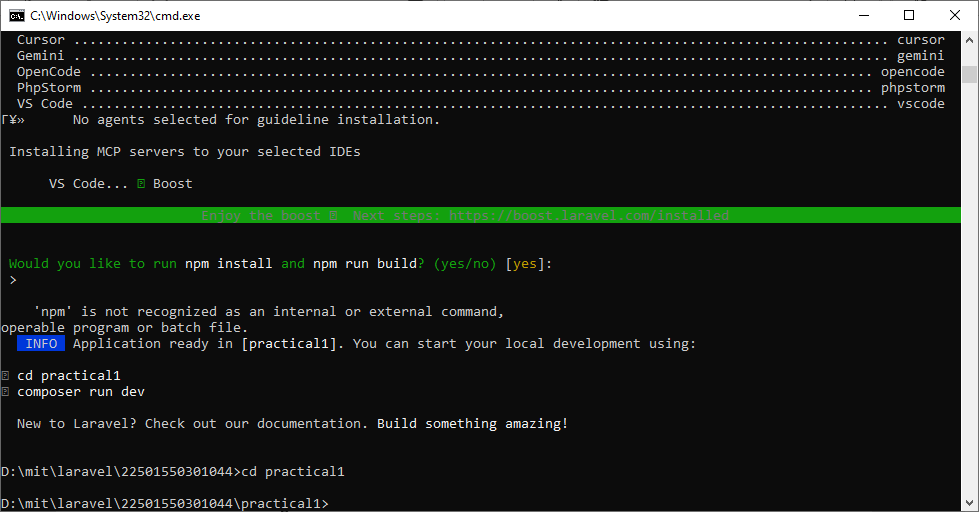 C:\Windows\System32\cmd.exe
Cursor ...................................................................................................... cursor
Gemini ...................................................................................................... gemini
OpenCode .................................................................................................. opencode
PhpStorm .................................................................................................. phpstorm
VS Code ..................................................................................................... vscode
Γ¥» No agents selected for guideline installation.
Installing MCP servers to your selected IDEs
VS Code... Boost
Enjoy the boost Next steps: https://boost.laravel.com/installed
Would you like to run npm install and npm run build? (yes/no) [yes]:
>
'npm' is not recognized as an internal or external command,
operable program or batch file.
INFO Application ready in [practical1]. You can start your local development using:
cd practical1
composer run dev
New to Laravel? Check out our documentation. Build something amazing!
D:\mit\laravel\22501550301044>cd practical1
D:\mit\laravel\22501550301044\practical1>